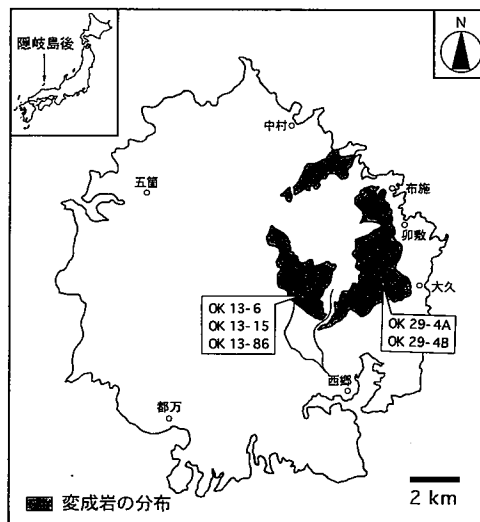 隠岐島後
N
中村
五箇
布施
卯敷
大久
OK 13-6
OK 13-15
OK 13-86
OK 29-4A
OK 29-4B
西郷
都万
変成岩の分布
2 km